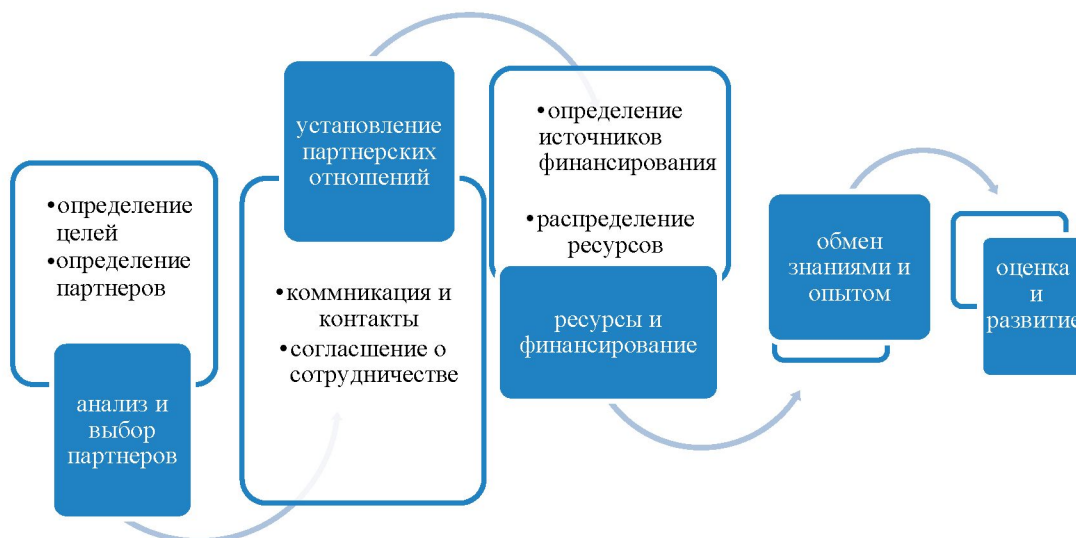 •определение
целей
•определение
партнеров
анализ и
выбор
партнеров
установление
партнерских
отношений
•коммникация и
контакты
•согласшение о
сотрудничестве
•определение
источников
финансирования
•распределение
ресурсов
ресурсы и
финансирование
обмен
знаниями и
опытом
оценка
и
развитие